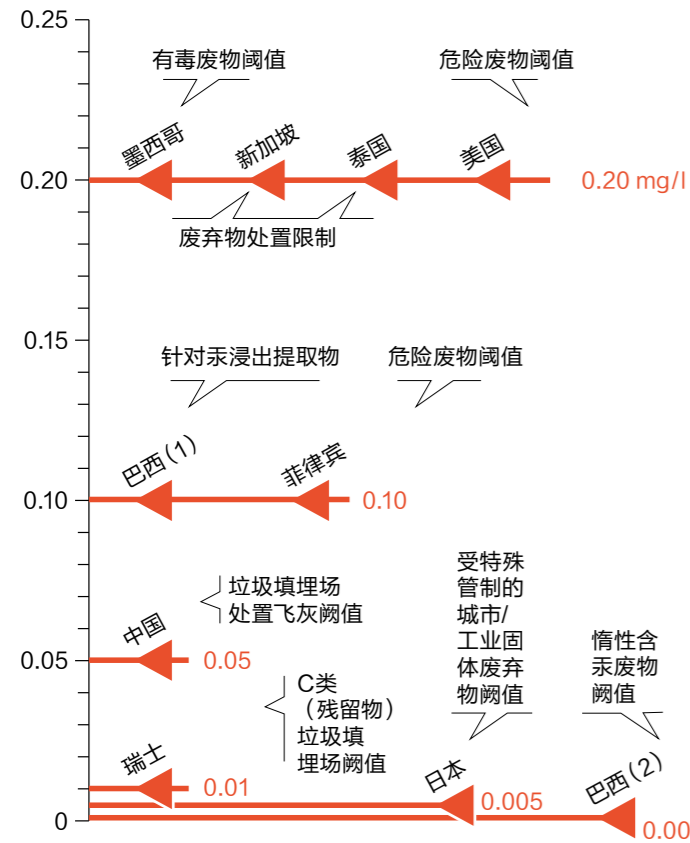 0.25
有毒废物阈值
危险废物阈值
墨西哥
新加坡
泰国
美国
0.20
0.20 mg/l
废弃物处置限制
0.15
针对汞浸出提取物
危险废物阈值
巴西(1)
菲律宾
0.10
0.10
垃圾填埋场
处置飞灰阙值
受特殊
管制的
城市/
工业固
体废弃
物阙值
惰性含
汞废物
阙值
中国
0.05
0.05
C类
(残留物)
垃圾填
埋场阙值
瑞士
0.01
日本
0.005
巴西(2)
0
0.00